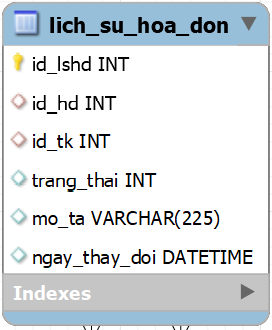 lich_su_hoa_don
id_lshd INT
id_hd INT
id_tk INT
trang_thai INT
mo_ta VARCHAR(225)
ngay_thay_doi DATETIME
Indexes